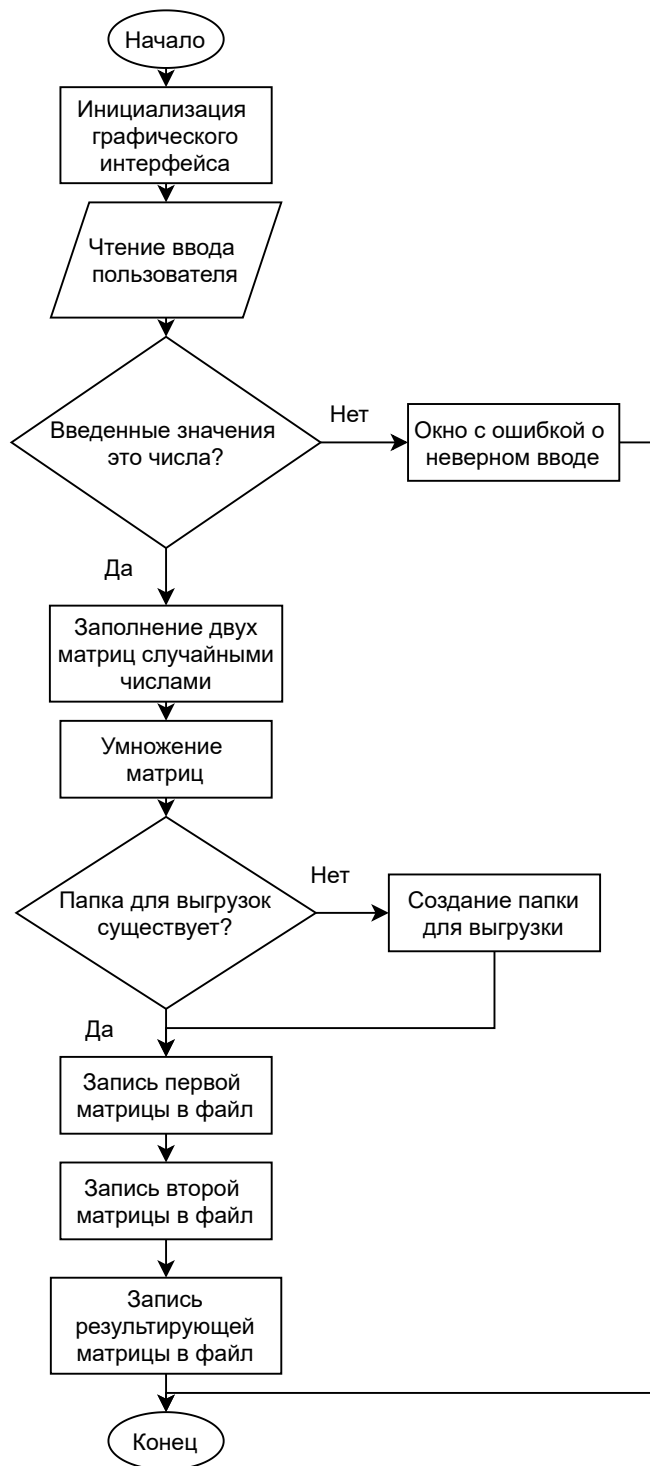 Начало
Инициализация
графического
интерфейса
Чтение ввода
пользователя
Введенные значения
это числа?
Нет
Окно с ошибкой о
неверном вводе
Да
Заполнение двух
матриц случайными
числами
Умножение
матриц
Папка для выгрузок
существует?
Нет
Создание папки
для выгрузки
Да
Запись первой
матрицы в файл
Запись второй
матрицы в файл
Запись
результирующей
матрицы в файл
Конец